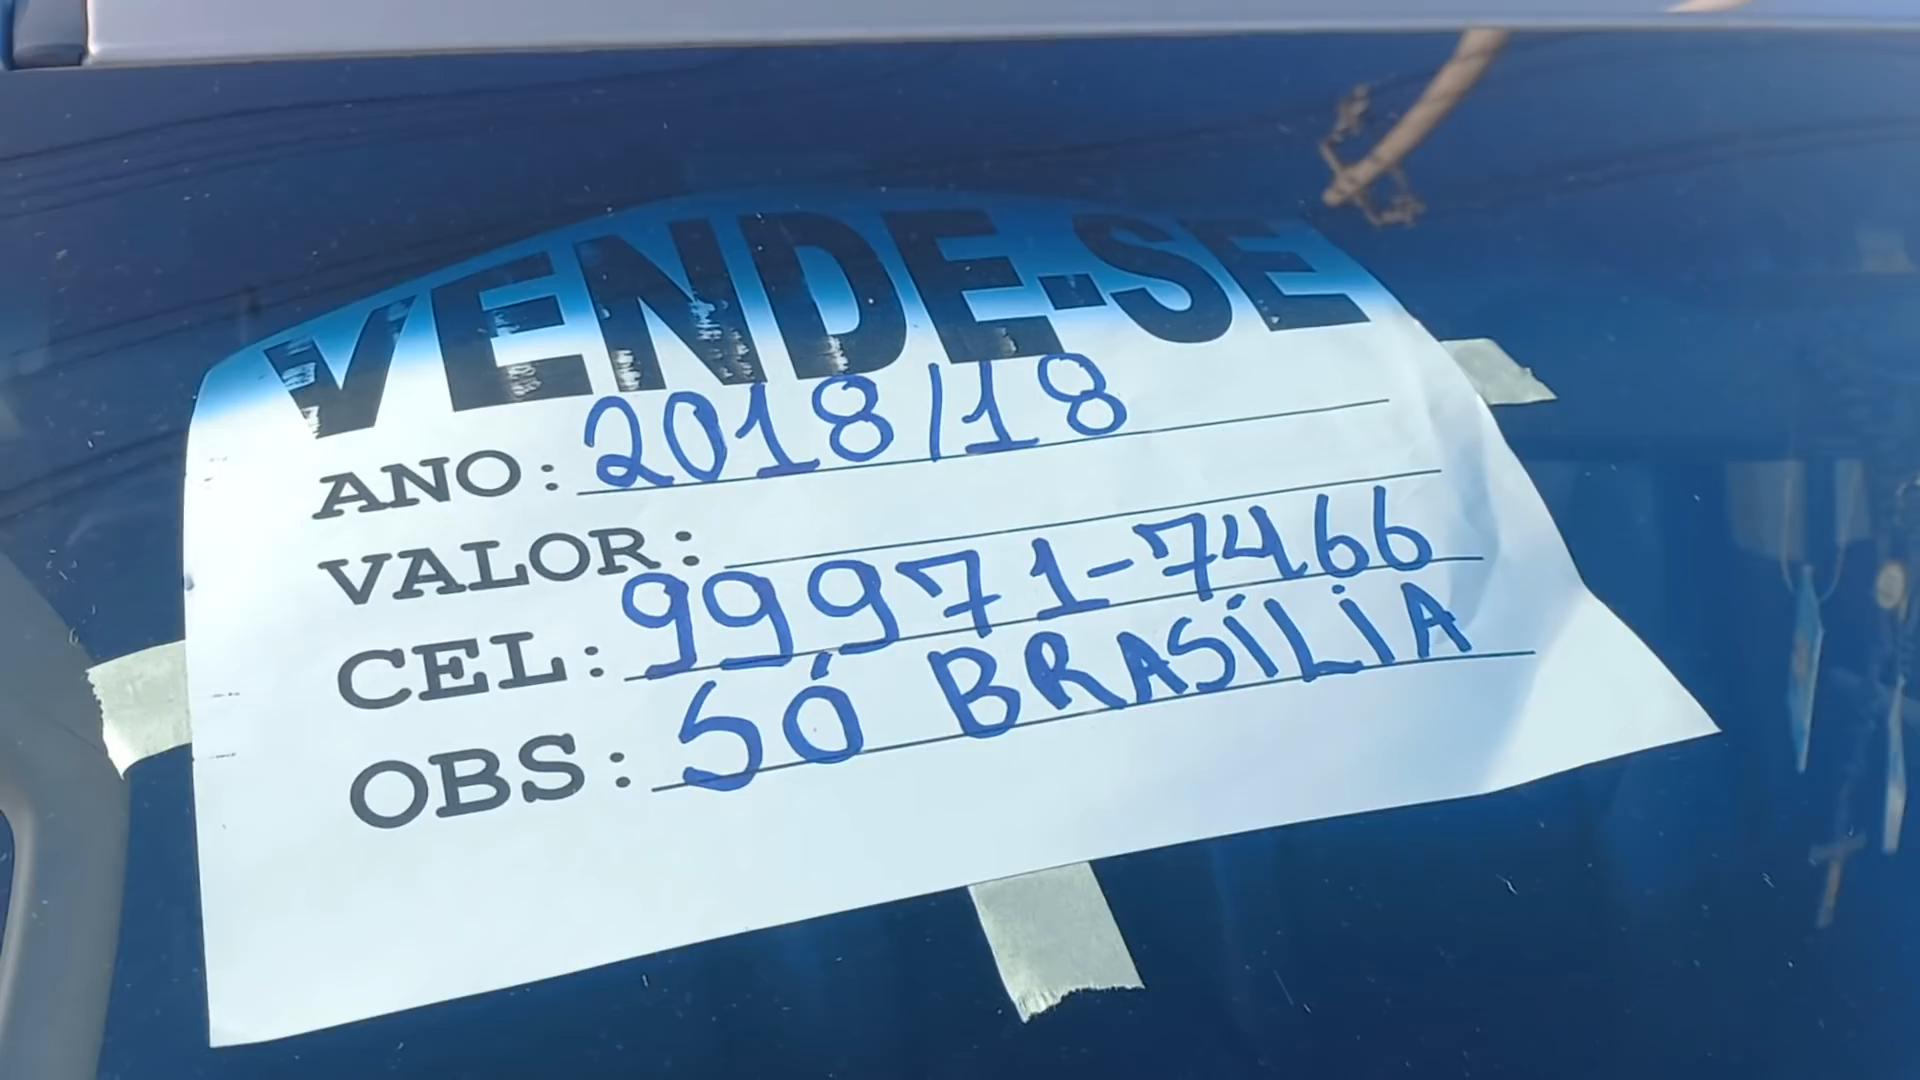 VENDE-SE
ANO: 2018/18
VALOR:
CEL: 99971-7466
OBS: SÓ BRASÍLIA